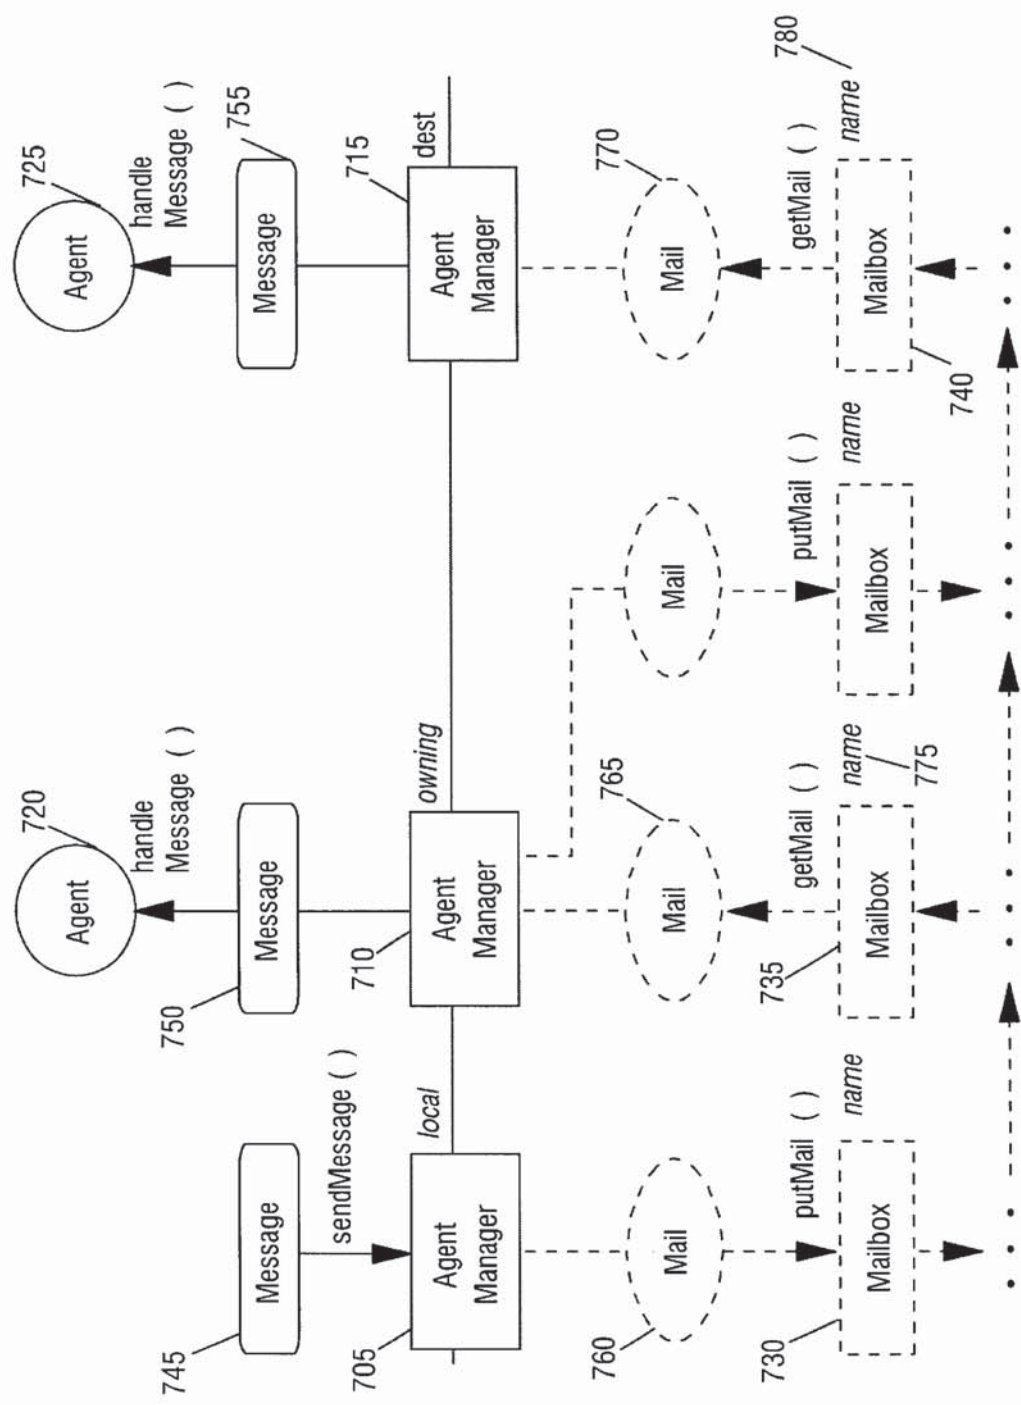 720
725
Agent
Agent
handle
Message ( )
handle
Message ( )
745
750
755
Message
Message
Message
sendMessage ( )
705
710
715
local
owning
dest
Agent
Manager
Agent
Manager
Agent
Manager
760
765
770
Mail
Mail
Mail
Mail
730
735
780
putMail ( )
getMail ( )
putMail ( )
getMail ( )
name
name
name
name
Mailbox
Mailbox
Mailbox
Mailbox
775
740